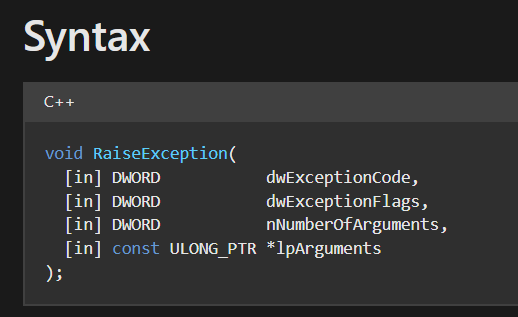 Syntax
C++
void RaiseException(
  [in] DWORD           dwExceptionCode,
  [in] DWORD           dwExceptionFlags,
  [in] DWORD           nNumberOfArguments,
  [in] const ULONG_PTR *lpArguments
);